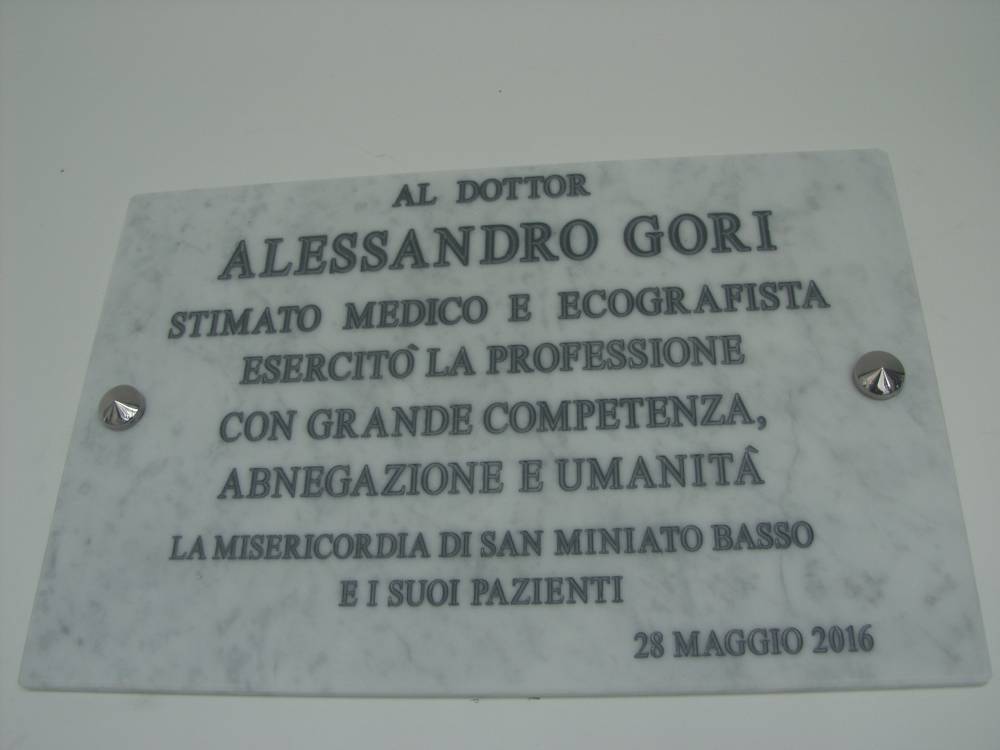 AL DOTTOR
ALESSANDRO GORI
STIMATO MEDICO E ECOGRAFISTA
ESERCITÒ LA PROFESSIONE
CON GRANDE COMPETENZA,
ABNEGAZIONE E UMANITÀ
LA MISERICORDIA DI SAN MINIATO BASSO
E I SUOI PAZIENTI
28 MAGGIO 2016